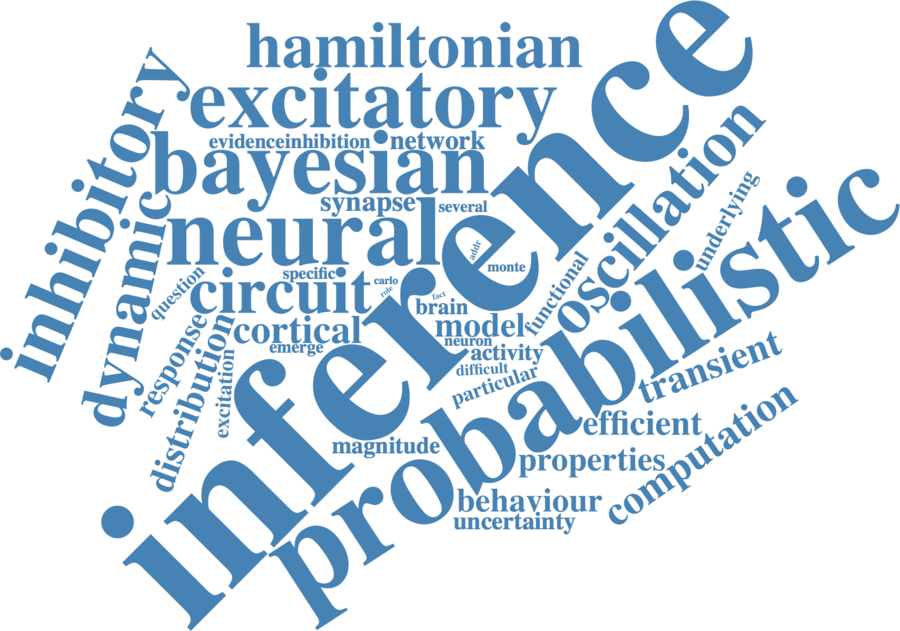 hamiltonian
excitatory
inhibitory
evidence
inhibition
network
bayesian
synapse
several
neural
dynamic
inference
oscillation
underlying
probabilistic
question
specific
carlo
role
addr
monte
fact
circuit
brain
functional
response
cortical
model
neuron
emerge
activity
difficult
particular
distribution
excitation
transient
magnitude
efficient
properties
computation
behaviour
uncertainty